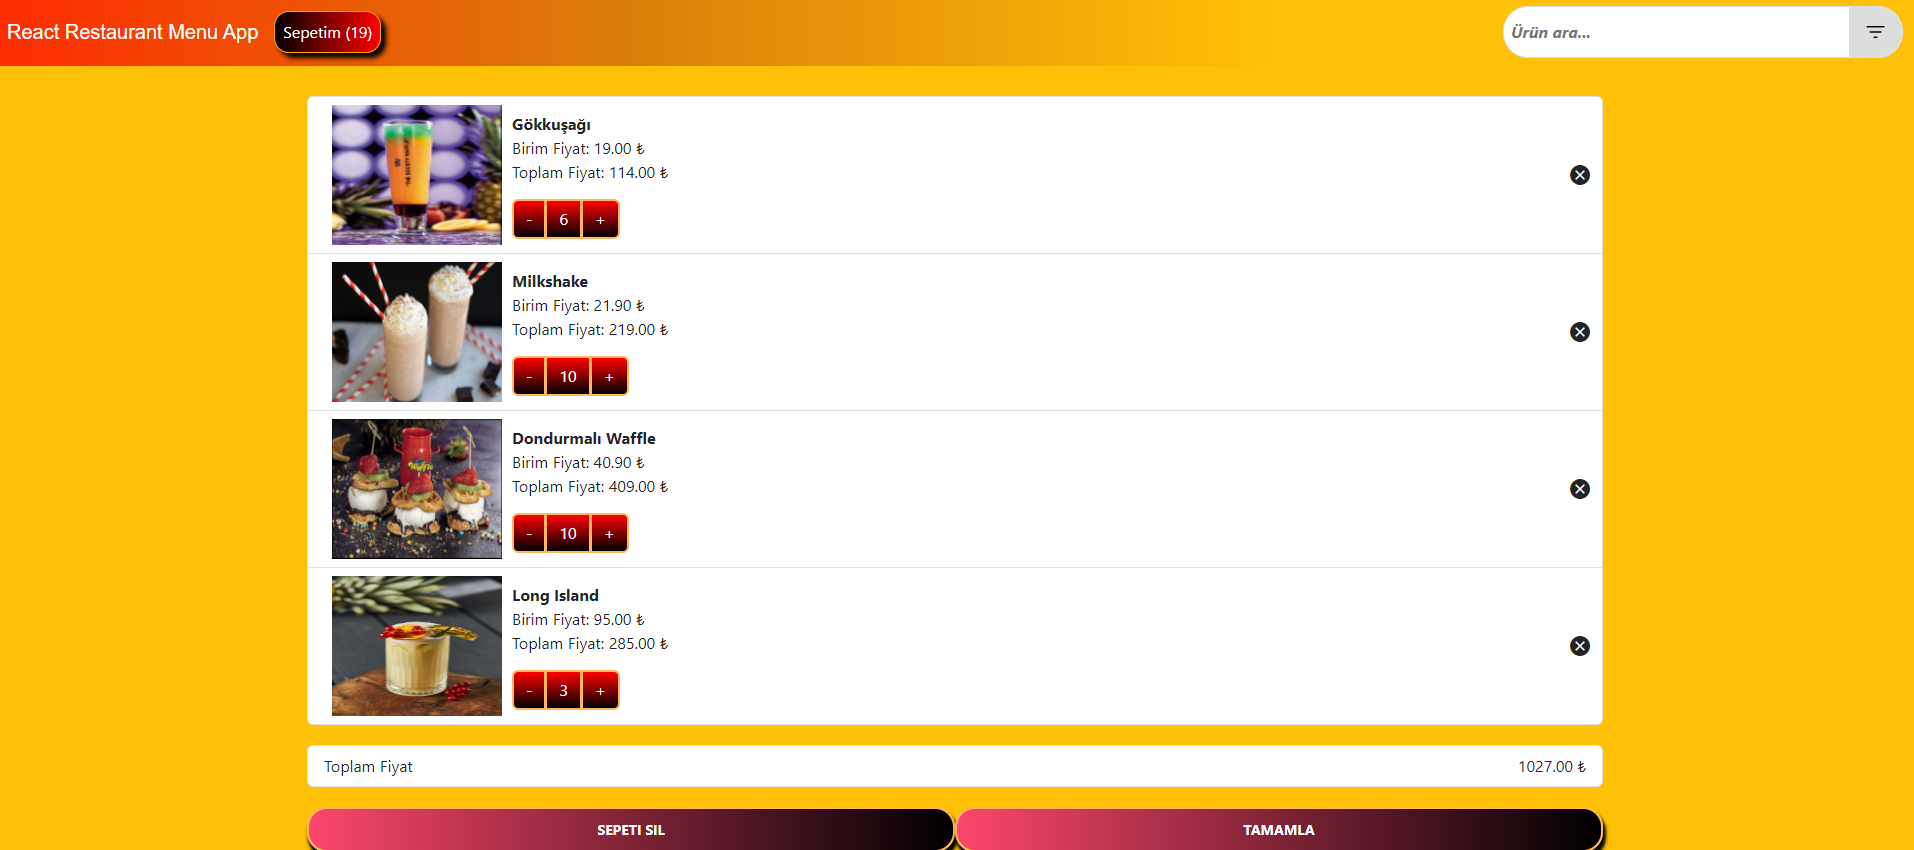 React Restaurant Menu App
Sepetim (19)
Ürün ara...
Gökkuşağı
Birim Fiyat: 19.00 ₺
Toplam Fiyat: 114.00 ₺
- 6 +
Milkshake
Birim Fiyat: 21.90 ₺
Toplam Fiyat: 219.00 ₺
- 10 +
Dondurmalı Waffle
Birim Fiyat: 40.90 ₺
Toplam Fiyat: 409.00 ₺
- 10 +
Waffle
Long Island
Birim Fiyat: 95.00 ₺
Toplam Fiyat: 285.00 ₺
- 3 +
Toplam Fiyat
1027.00 ₺
SEPETI SIL
TAMAMLA